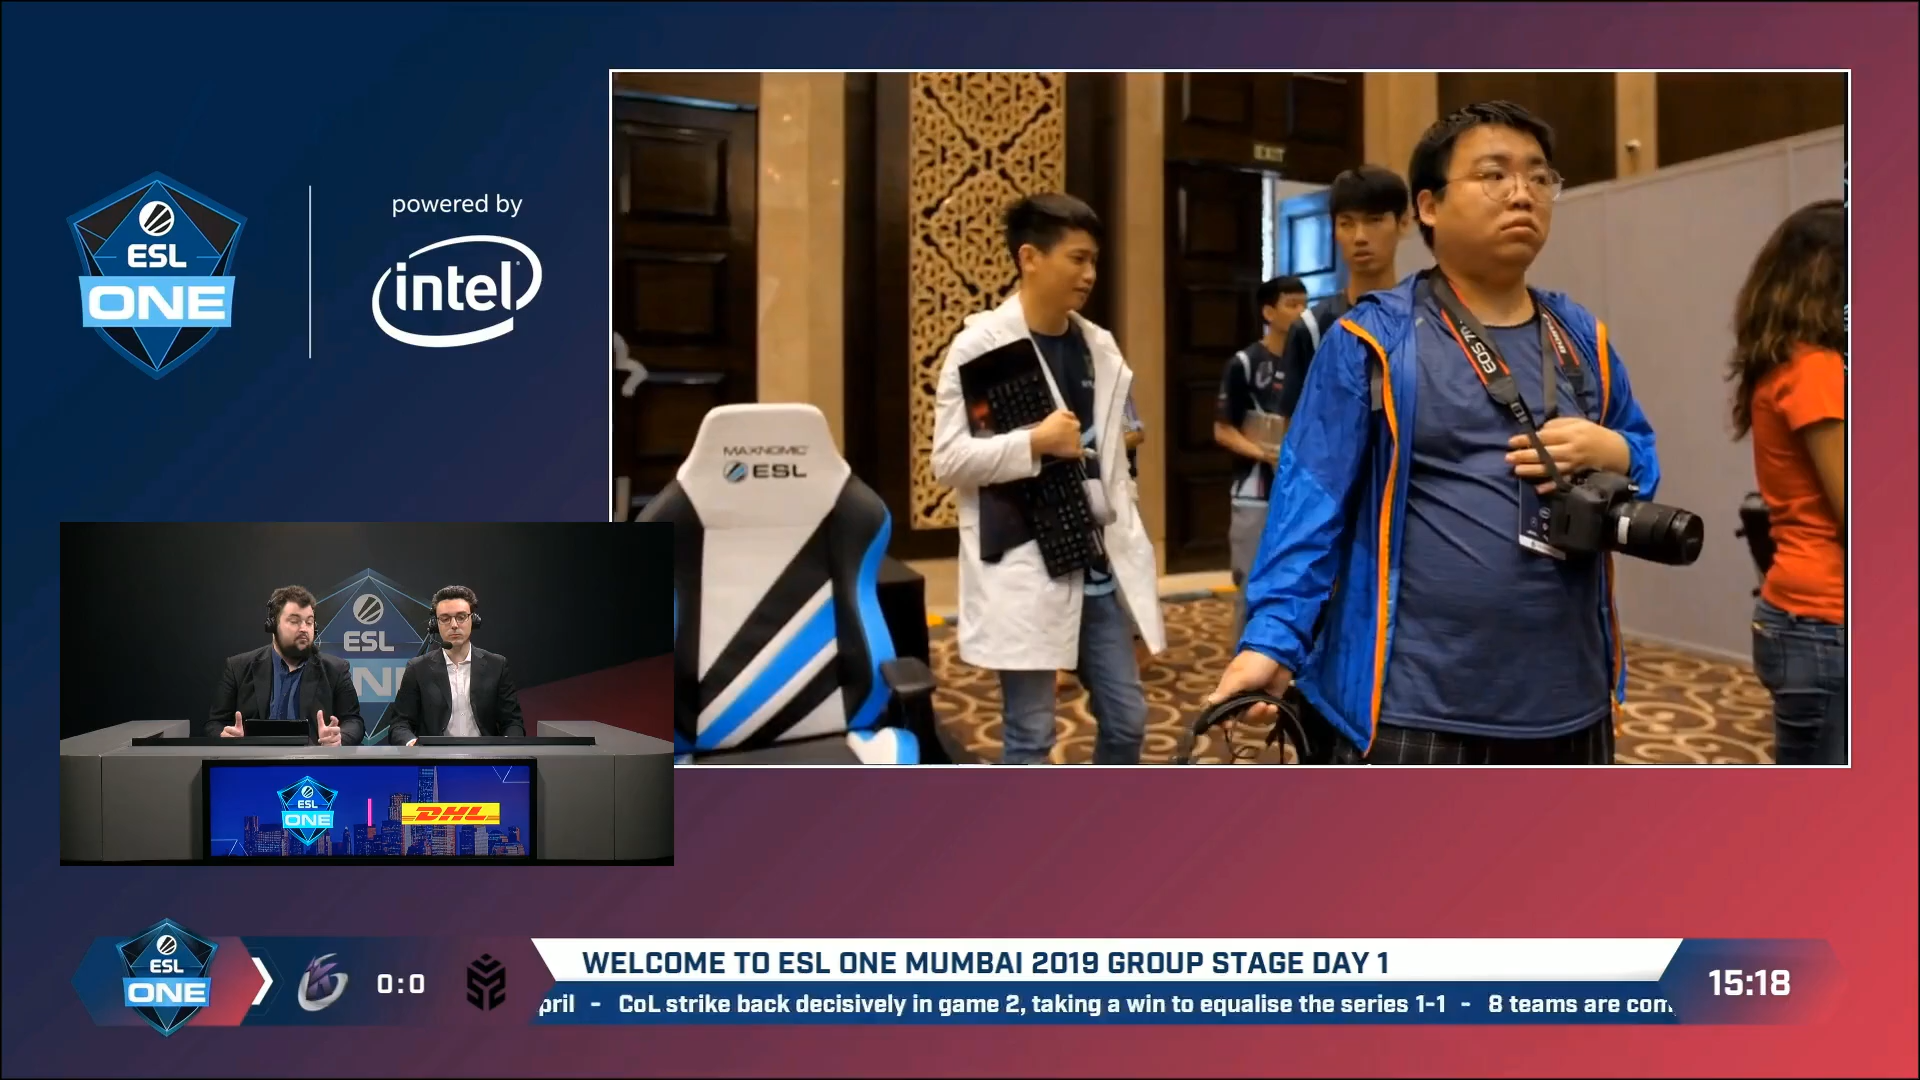 powered by
ESL
ONE
intel
EXIT
EOS 7D
MAXNOMIC
ESL
ESL
ESL
ONE
DHL
ESL
ONE
0:0
WELCOME TO ESL ONE MUMBAI 2019 GROUP STAGE DAY 1
15:18
pril - CoL strike back decisively in game 2, taking a win to equalise the series 1-1 - 8 teams are com